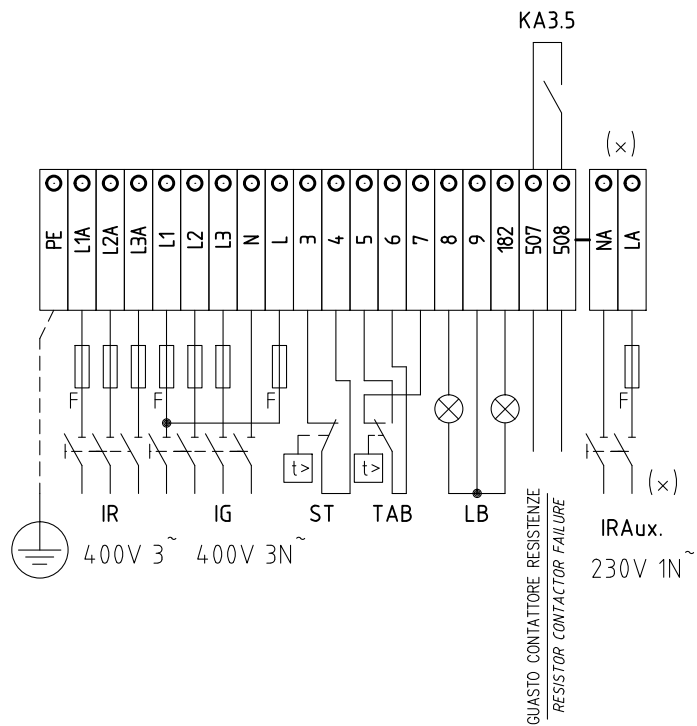 KA3.5
(x)
PE L1A L2A L3A L1 L2 L3 N L 3 4 5 6 7 8 9 182 507 508 NA LA
F F F F
t> t>
(x)
IR IG ST TAB LB IRAux.
400V 3~ 400V 3N~ 230V 1N~
GUASTO CONTATTORE RESISTENZE
RESISTOR CONTACTOR FAILURE